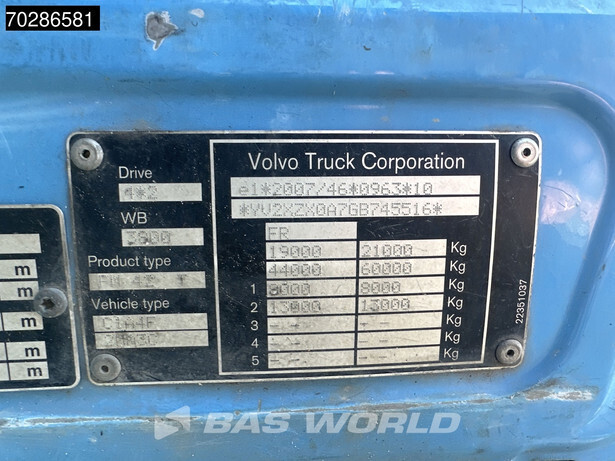 70286581
Volvo Truck Corporation
Drive
4*2
e1*2007/46*0963*10
WB
*YV2XZX0A7GB745516*
3800
FR
19000 21000 Kg
Product type
44000 60000 Kg
1 8000 8000 Kg
Vehicle type
2 13000 13000 Kg
3 -- -- Kg
4 -- -- Kg
5 -- -- Kg
22351037
m
m
m
m
BAS WORLD